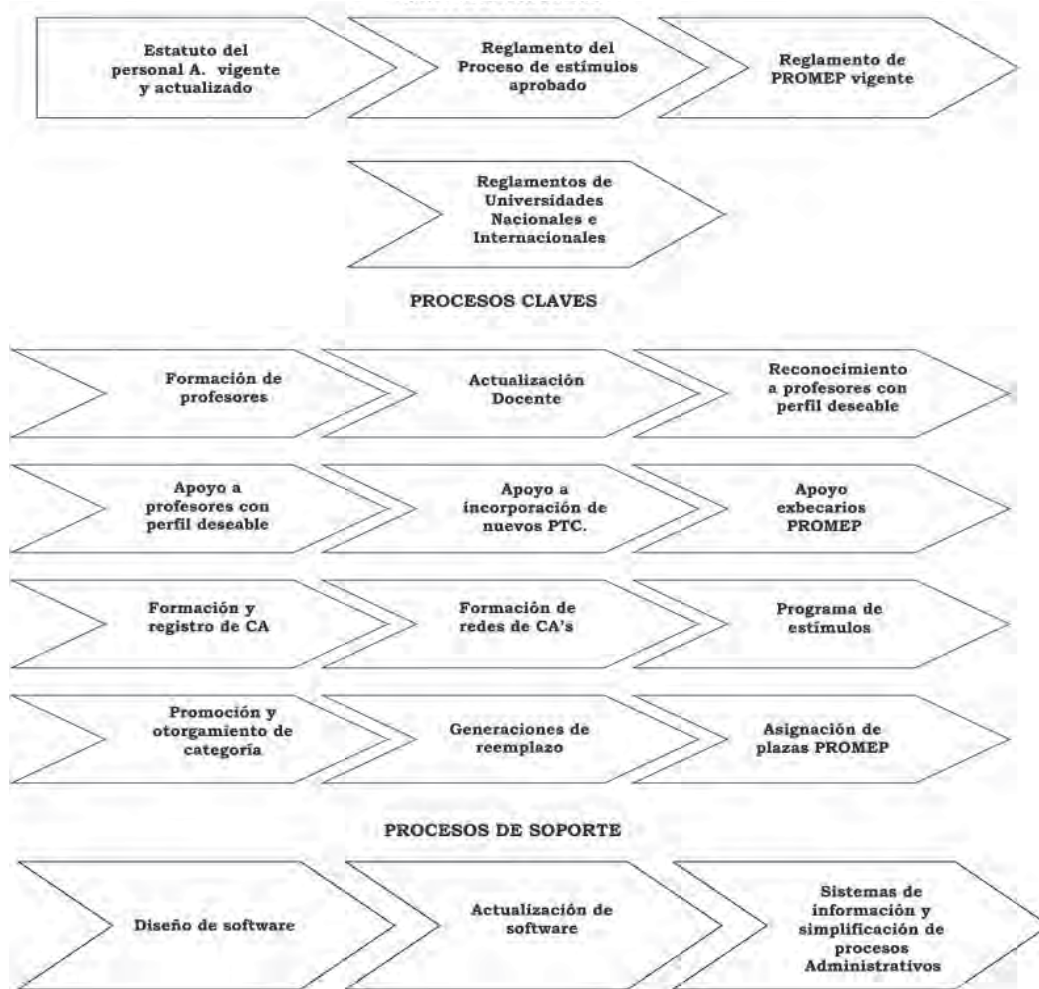 Estatuto del
personal A. vigente
y actualizado
Reglamento del
Proceso de estímulos
aprobado
Reglamento de
PROMEP vigente
Reglamentos de
Universidades
Nacionales e
Internacionales
PROCESOS CLAVES
Formación de
profesores
Actualización
Docente
Reconocimiento
a profesores con
perfil deseable
Apoyo a
profesores con
perfil deseable
Apoyo a
incorporación de
nuevos PTC.
Apoyo
exbecarios
PROMEP
Formación y
registro de CA
Formación de
redes de CA's
Programa de
estímulos
Promoción y
otorgamiento de
categoría
Generaciones de
reemplazo
Asignación de
plazas PROMEP
PROCESOS DE SOPORTE
Diseño de software
Actualización de
software
Sistemas de
información y
simplificación de
procesos
Administrativos